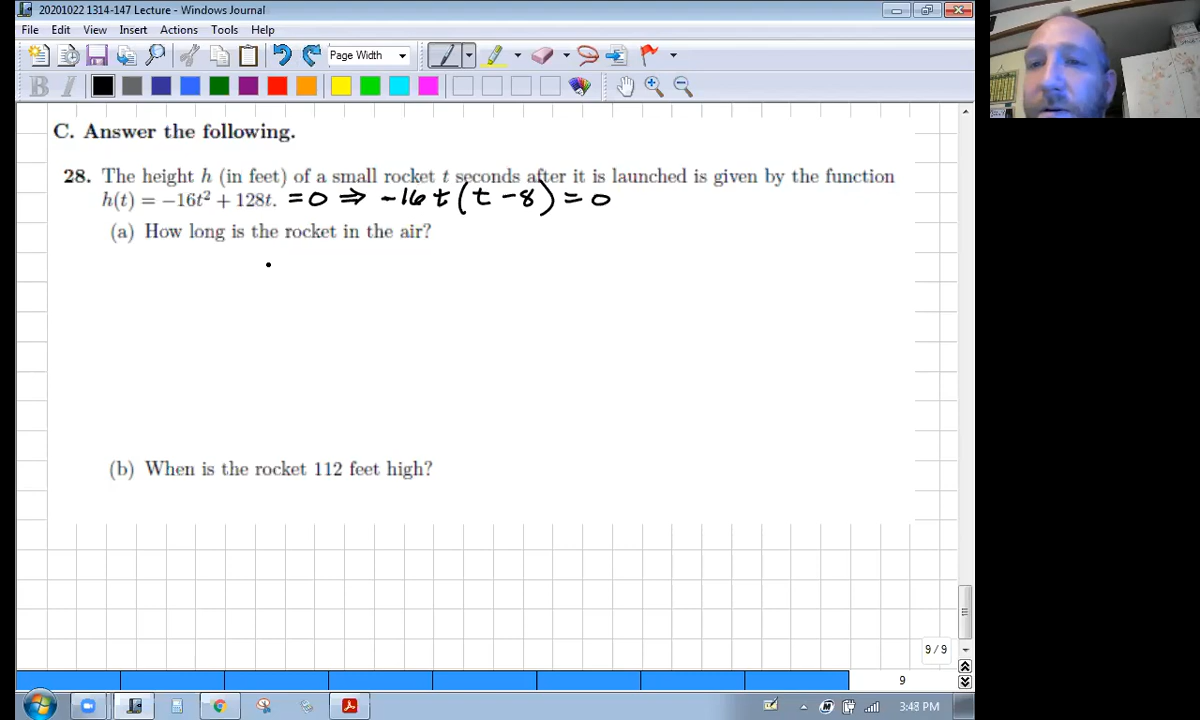 20201022 1314-147 Lecture - Windows Journal
File Edit View Insert Actions Tools Help
Page Width
B I
C. Answer the following.
28. The height h (in feet) of a small rocket t seconds after it is launched is given by the function
h(t) = −16t² + 128t. = 0 ⇒ -16t(t-8) = 0
(a) How long is the rocket in the air?
(b) When is the rocket 112 feet high?
9 / 9
9
3:48 PM